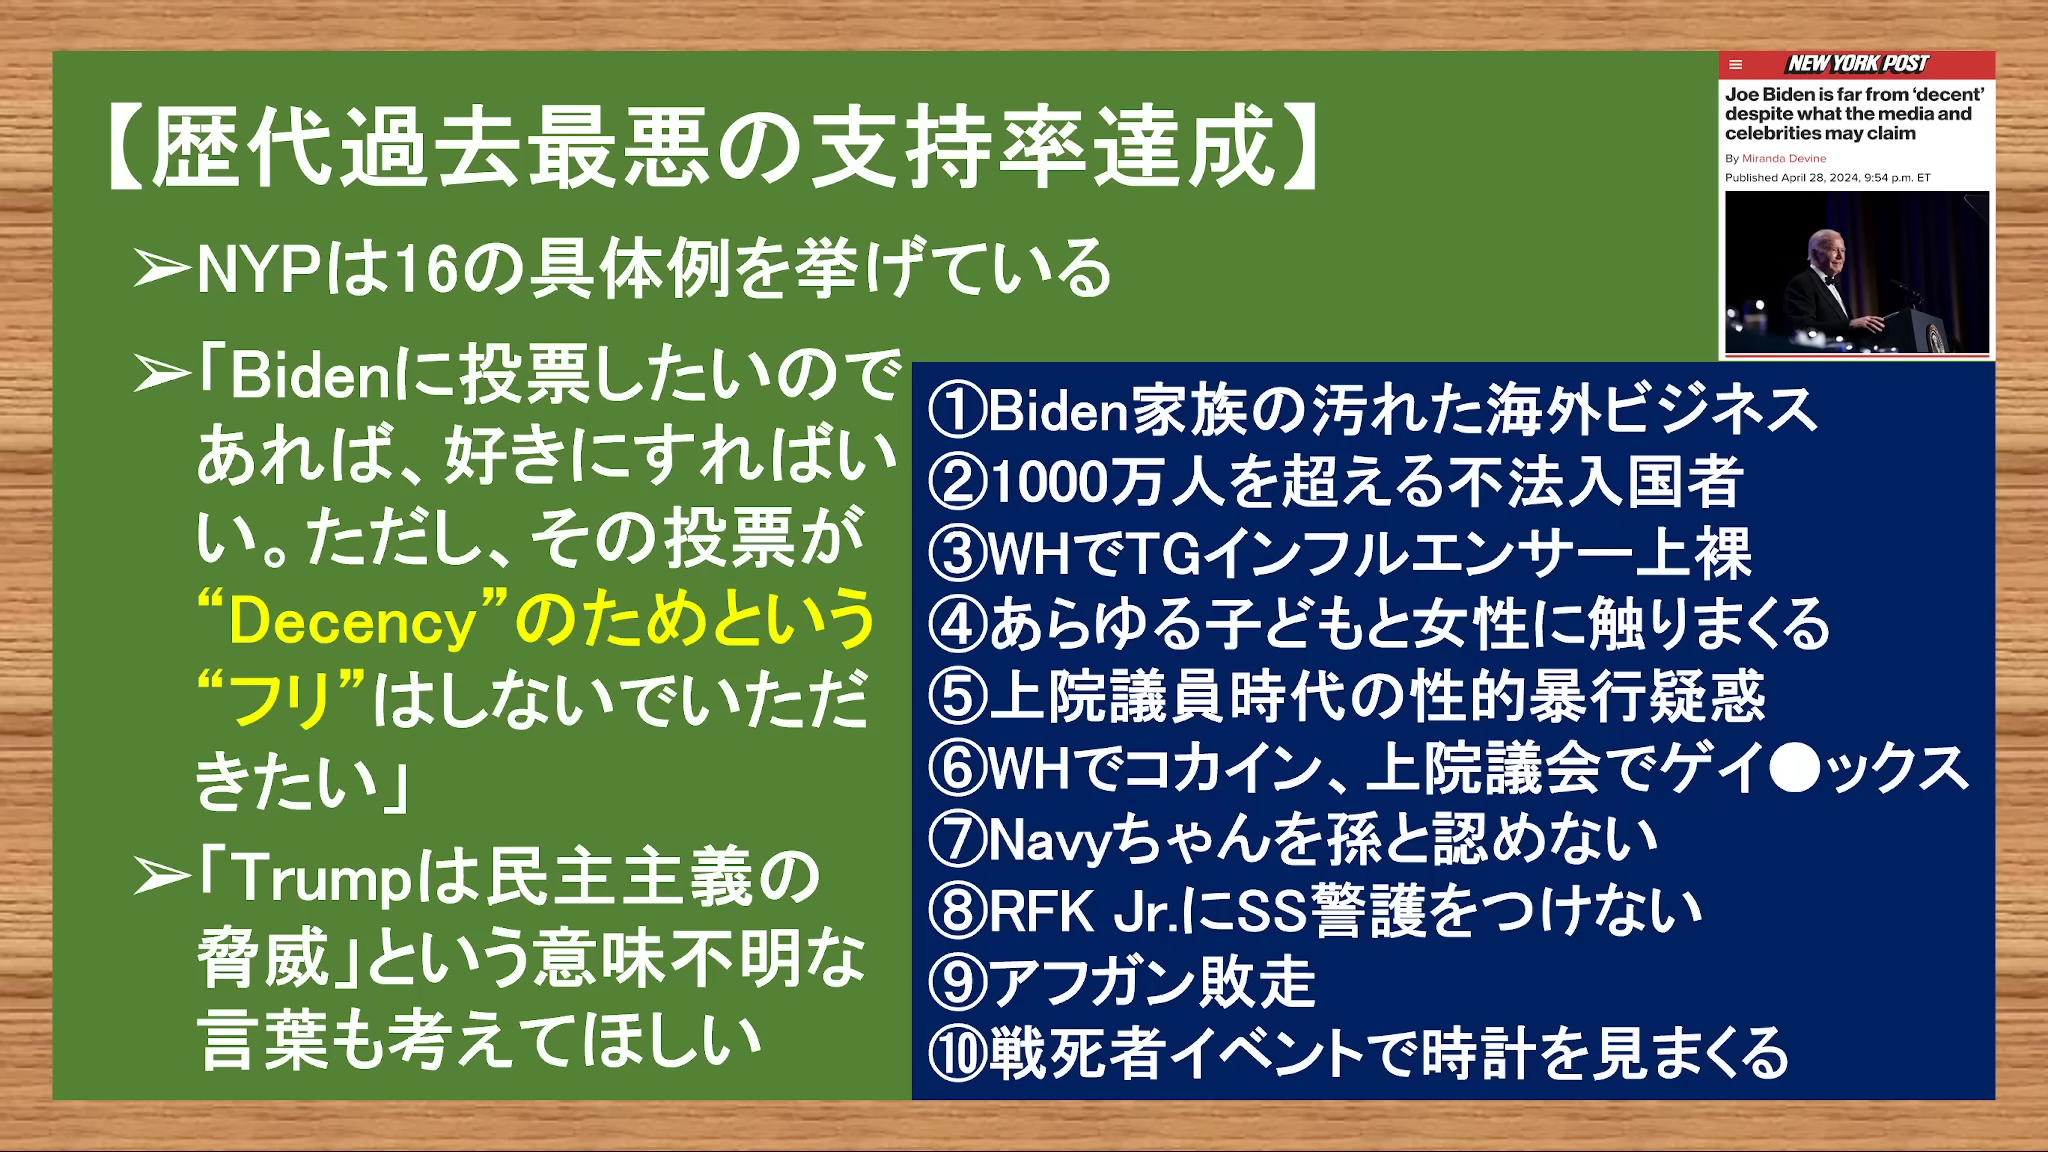 【歴代過去最悪の支持率達成】
➢NYPは16の具体例を挙げている
➢「Bidenに投票したいので
あれば、好きにすればい
い。ただし、その投票が
“Decency”のためという
“フリ”はしないでいただ
きたい」
➢「Trumpは民主主義の
脅威」という意味不明な
言葉も考えてほしい
NEW YORK POST
Joe Biden is far from ‘decent’
despite what the media and
celebrities may claim
By Miranda Devine
Published April 28, 2024, 9:54 p.m. ET
①Biden家族の汚れた海外ビジネス
②1000万人を超える不法入国者
③WHでTGインフルエンサー上裸
④あらゆる子どもと女性に触りまくる
⑤上院議員時代の性的暴行疑惑
⑥WHでコカイン、上院議会でゲイ●ックス
⑦Navyちゃんを孫と認めない
⑧RFK Jr.にSS警護をつけない
⑨アフガン敗走
⑩戦死者イベントで時計を見まくる